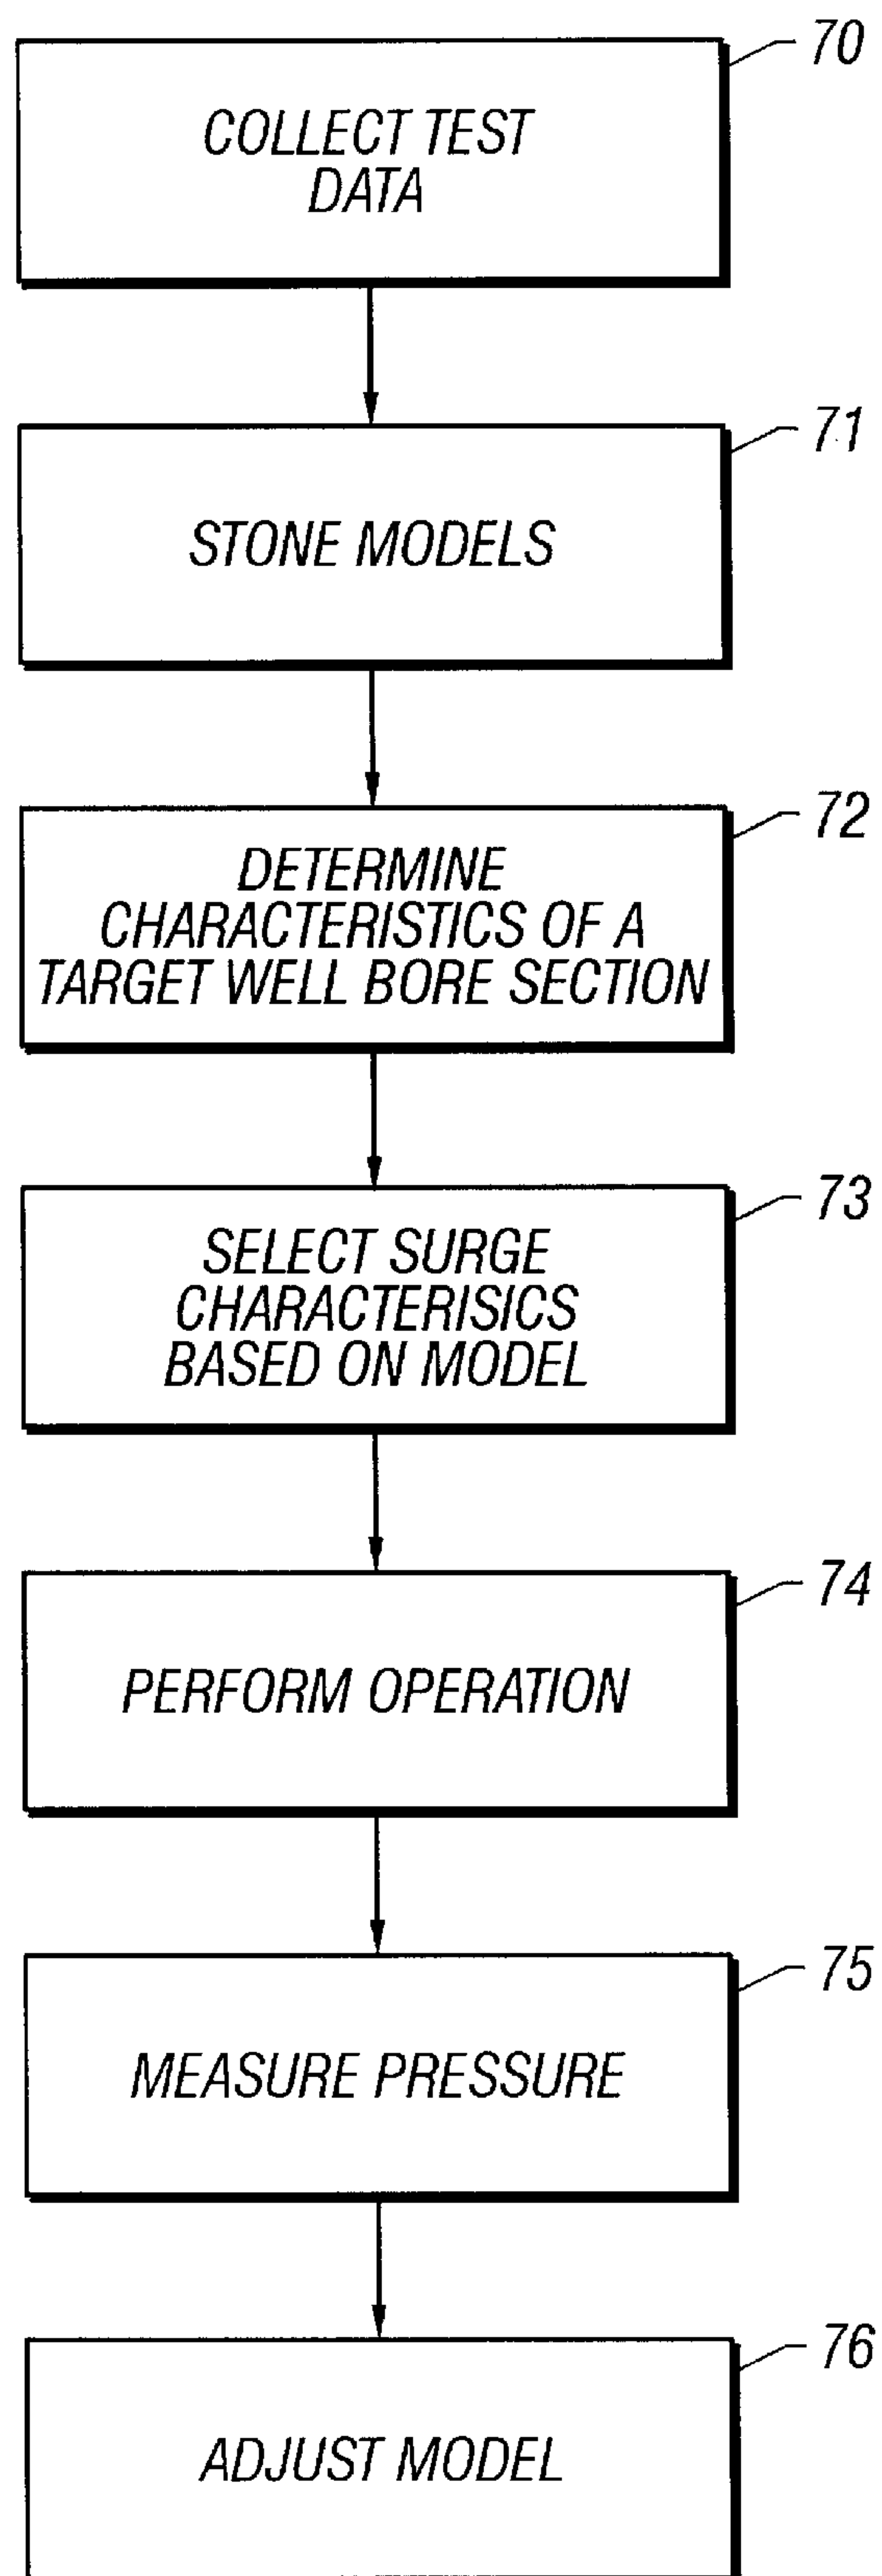 70
COLLECT TEST
DATA
71
STONE MODELS
72
DETERMINE
CHARACTERISTICS OF A
TARGET WELL BORE SECTION
73
SELECT SURGE
CHARACTERISICS
BASED ON MODEL
74
PERFORM OPERATION
75
MEASURE PRESSURE
76
ADJUST MODEL